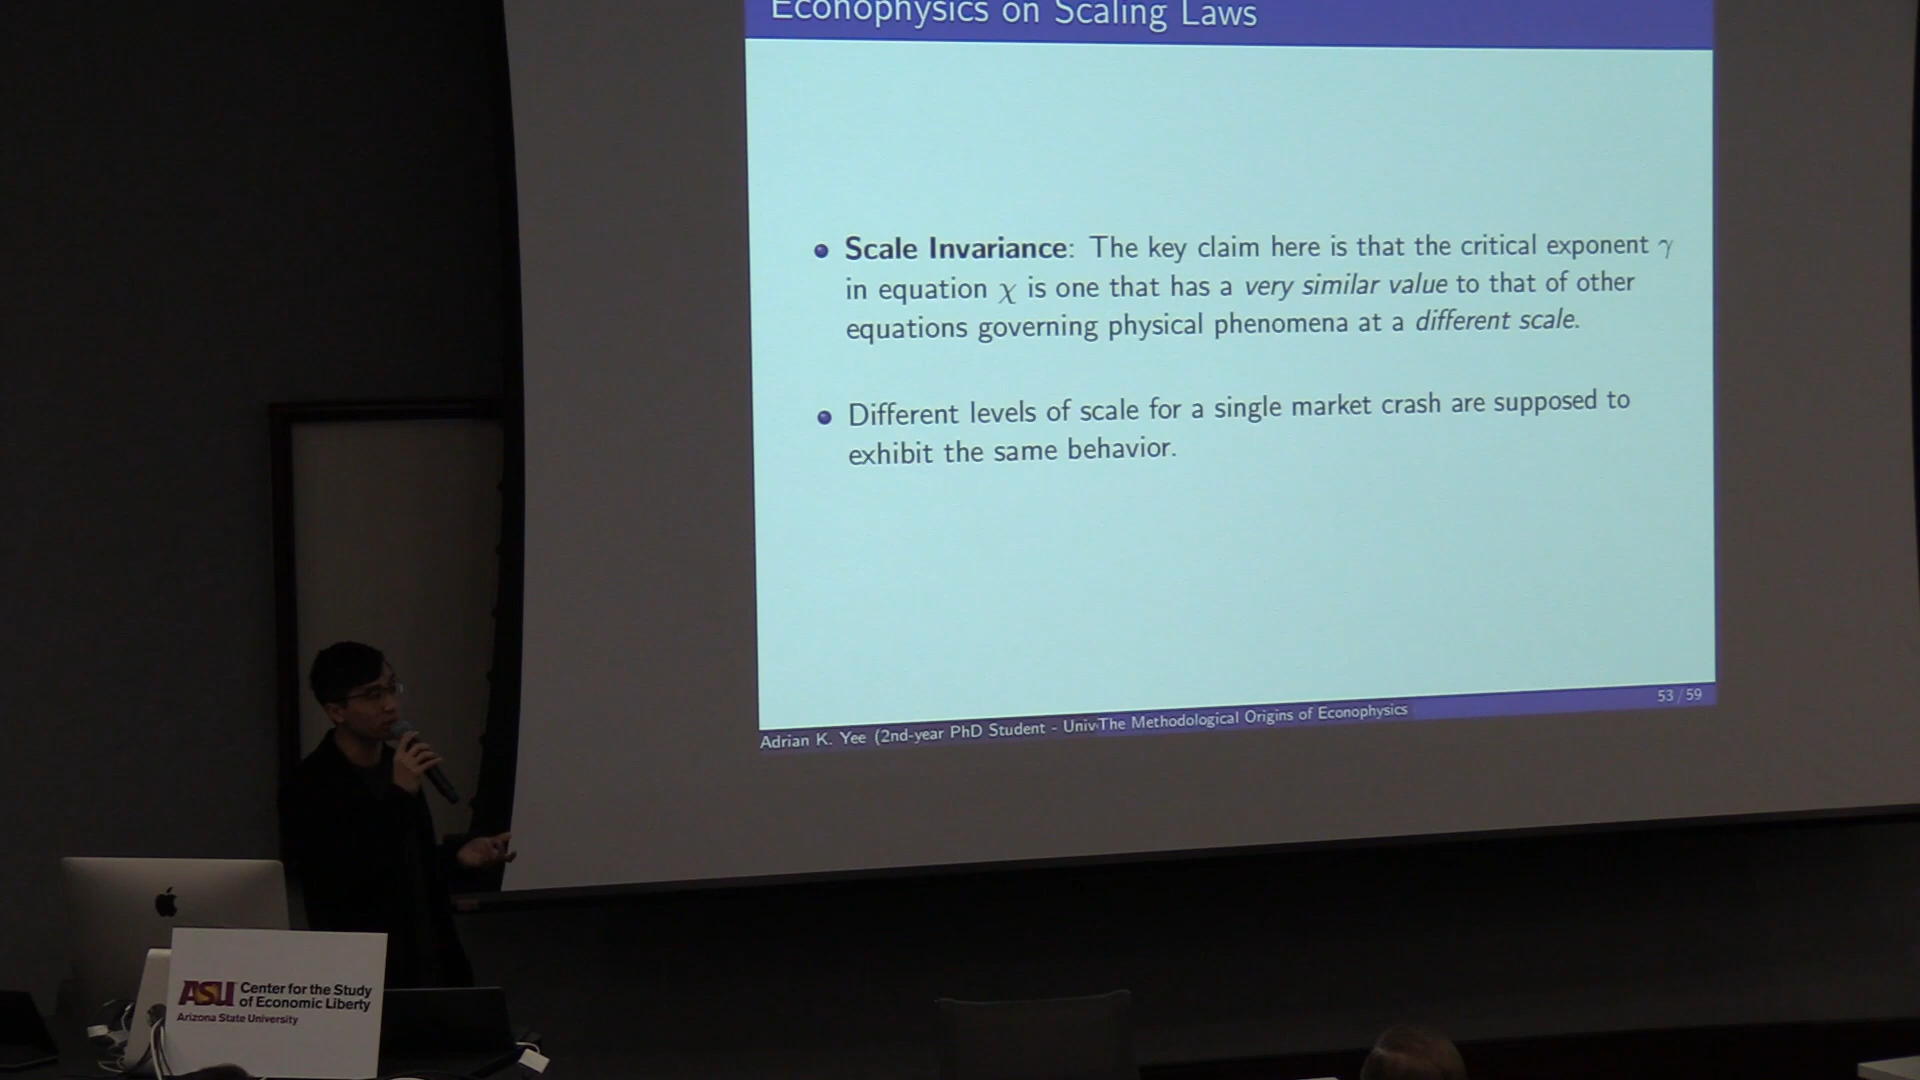 Econophysics on Scaling Laws
Scale Invariance: The key claim here is that the critical exponent γ
in equation χ is one that has a very similar value to that of other
equations governing physical phenomena at a different scale.
Different levels of scale for a single market crash are supposed to
exhibit the same behavior.
53 / 59
Adrian K. Yee (2nd-year PhD Student - Univ The Methodological Origins of Econophysics
ASU Center for the Study
of Economic Liberty
Arizona State University